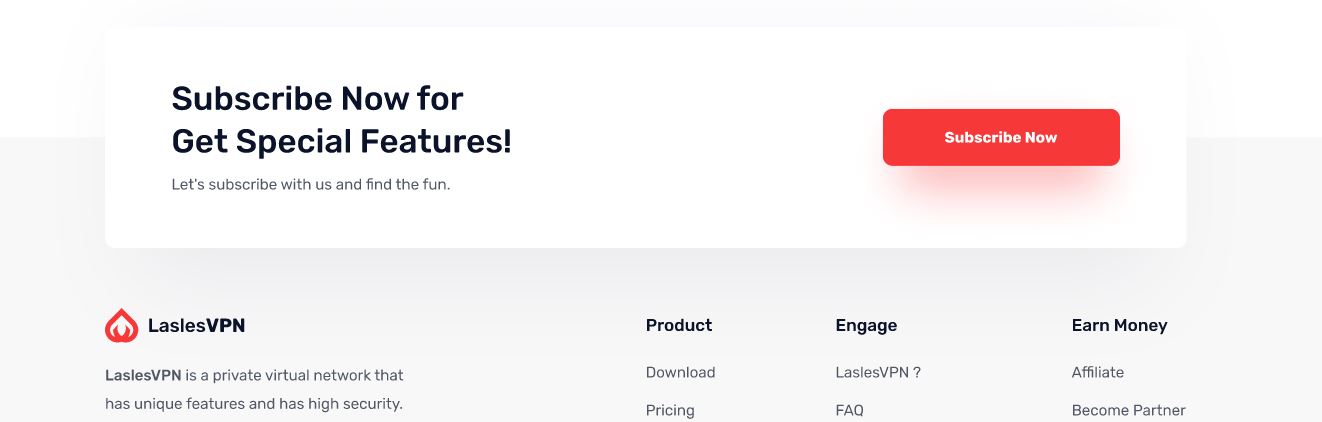 Subscribe Now for
Get Special Features!
Let's subscribe with us and find the fun.
Subscribe Now
LaslesVPN
LaslesVPN is a private virtual network that
has unique features and has high security.
Product
Download
Pricing
Engage
LaslesVPN ?
FAQ
Earn Money
Affiliate
Become Partner